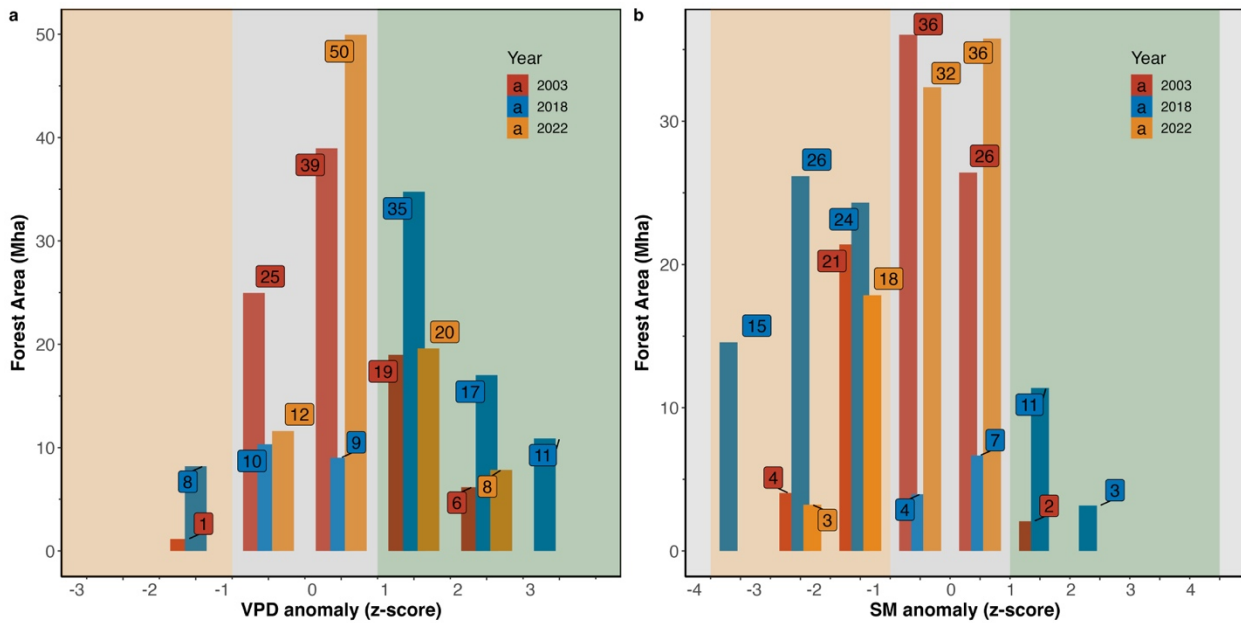 a
50
40
30
20
10
0
Forest Area (Mha)
8
1
25
10
12
39
9
50
19
35
20
6
17
8
11
Year
a 2003
a 2018
a 2022
-3 -2 -1 0 1 2 3
VPD anomaly (z-score)
b
30
20
10
0
Forest Area (Mha)
15
4
26
3
21
24
18
36
4
32
26
7
36
2
11
3
Year
a 2003
a 2018
a 2022
-4 -3 -2 -1 0 1 2 3 4
SM anomaly (z-score)